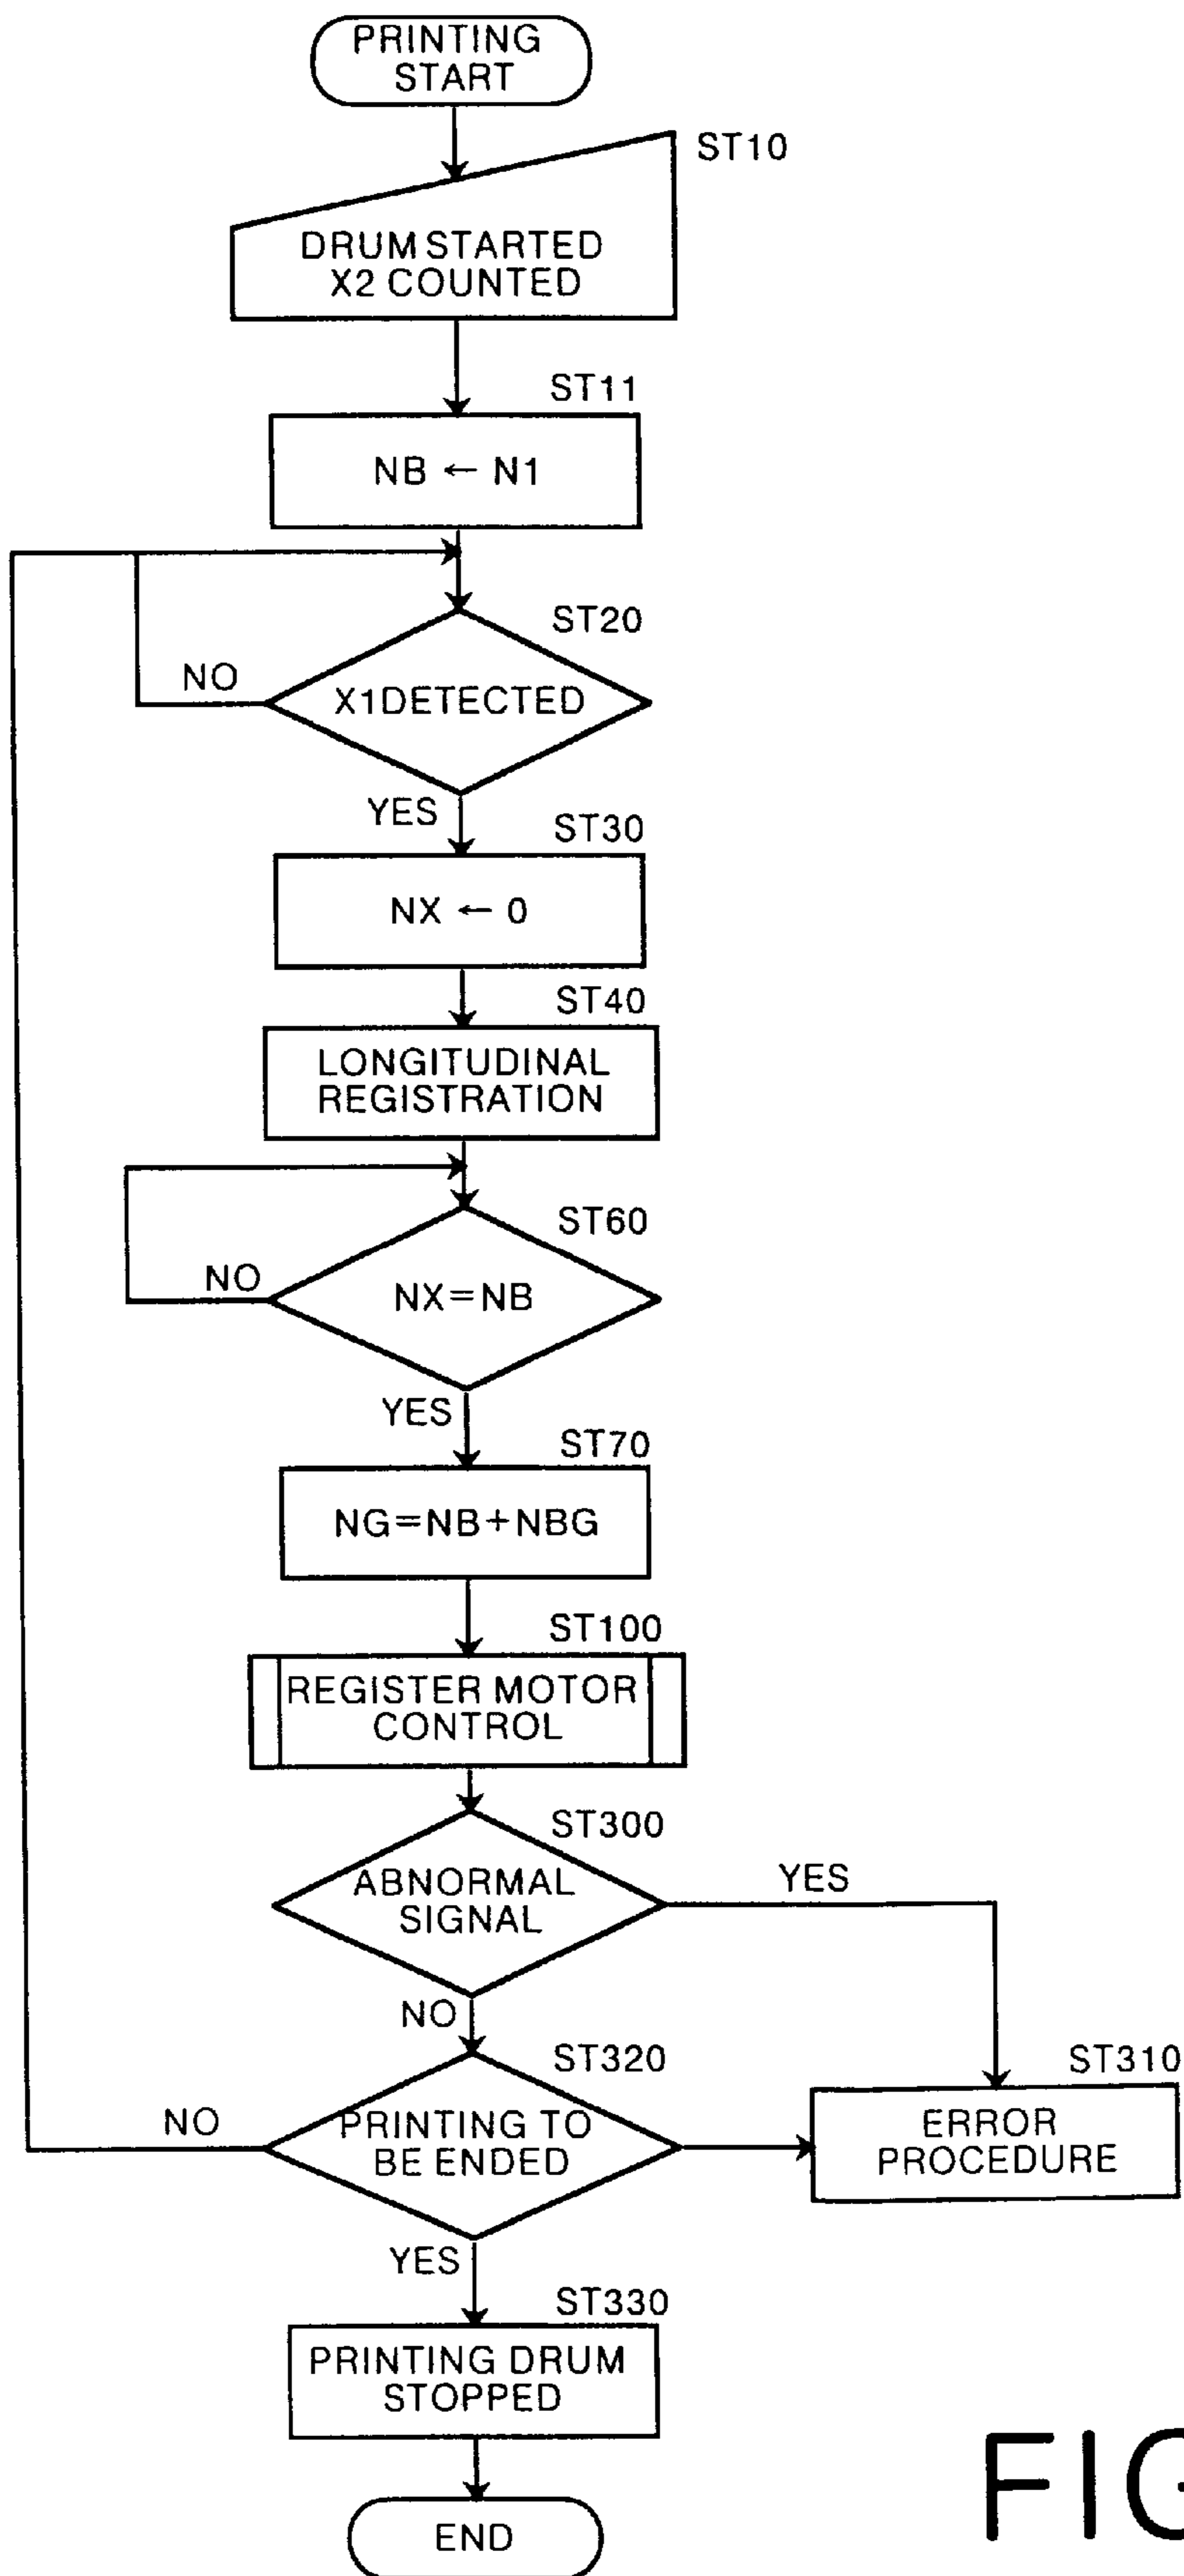 PRINTING
START
ST10
DRUM STARTED
X2 COUNTED
ST11
NB ← N1
ST20
NO
X1DETECTED
YES
ST30
NX ← 0
ST40
LONGITUDINAL
REGISTRATION
ST60
NO
NX=NB
YES
ST70
NG=NB+NBG
ST100
REGISTER MOTOR
CONTROL
ST300
ABNORMAL
SIGNAL
YES
NO
ST320
ST310
NO
PRINTING TO
BE ENDED
ERROR
PROCEDURE
YES
ST330
PRINTING DRUM
STOPPED
END
FIG